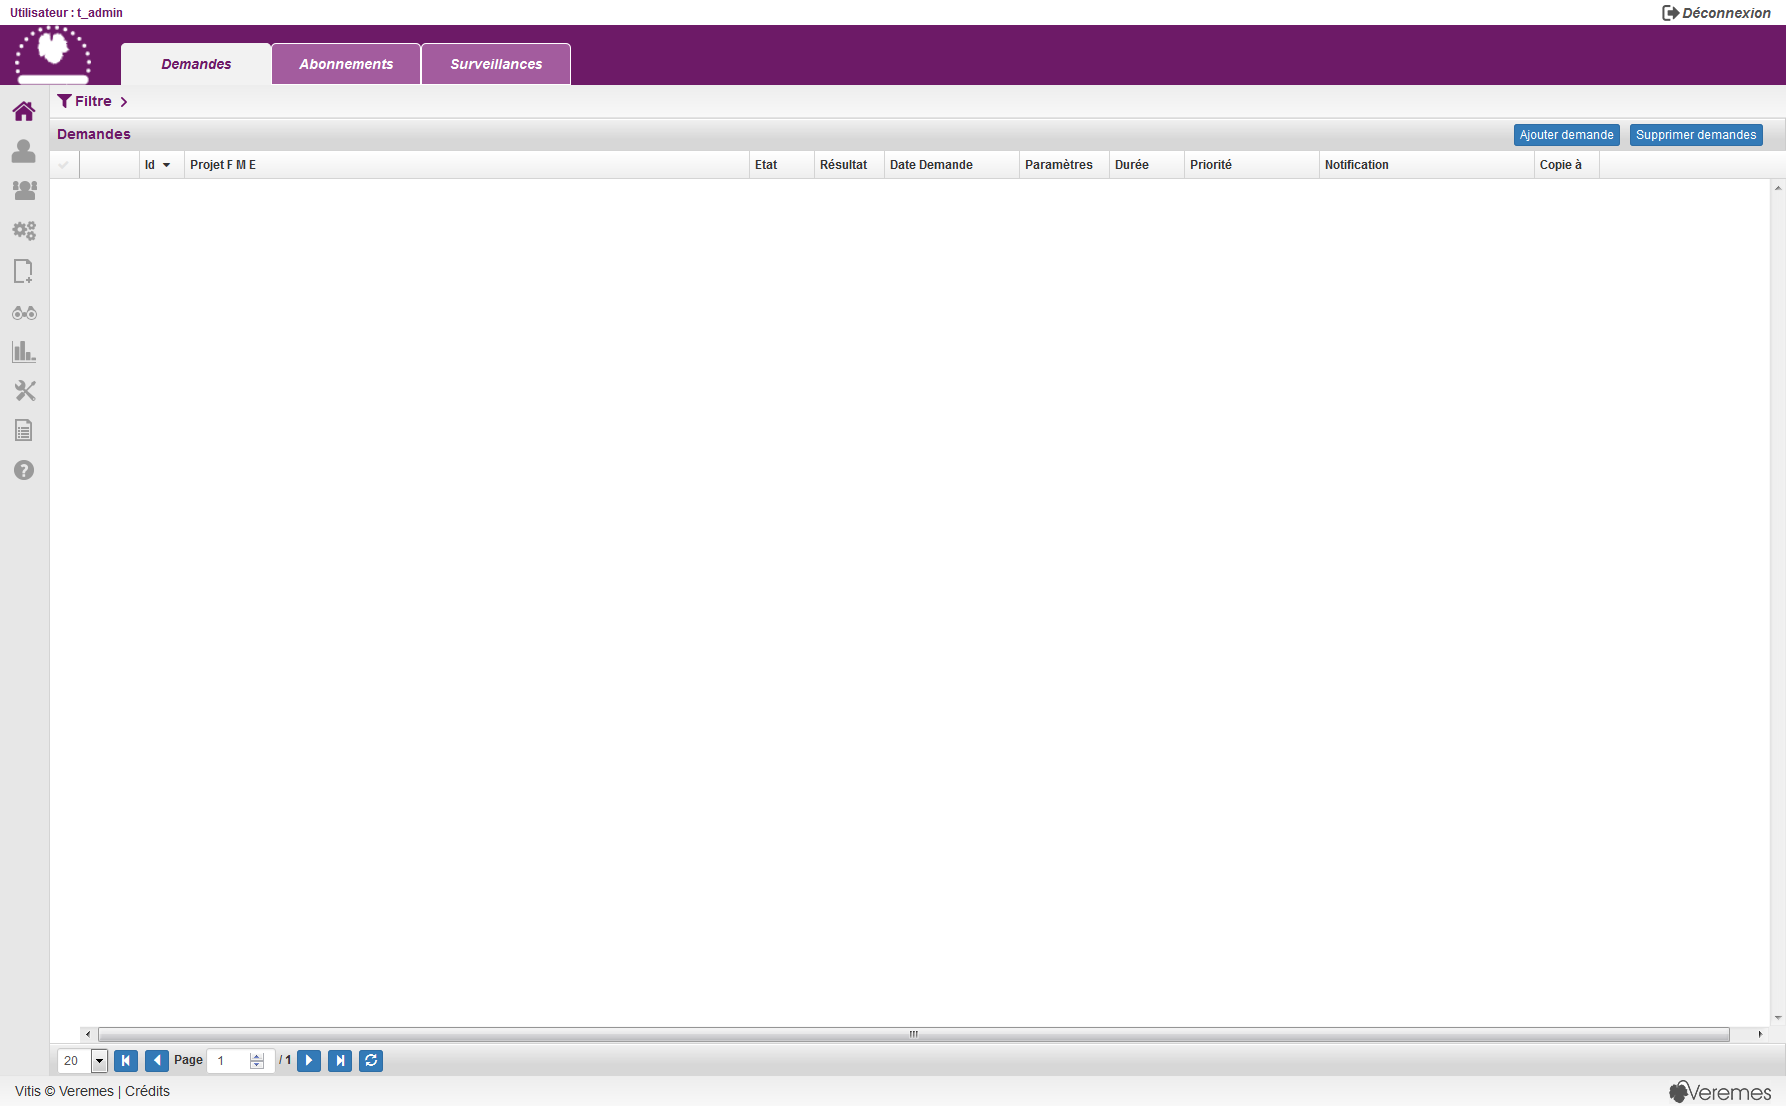 Utilisateur : t_admin
Déconnexion
Demandes Abonnements Surveillances
Filtre
Demandes
Ajouter demande Supprimer demandes
Id Projet F M E Etat Résultat Date Demande Paramètres Durée Priorité Notification Copie à
20 Page 1 / 1
Vitis © Veremes | Crédits
Veremes